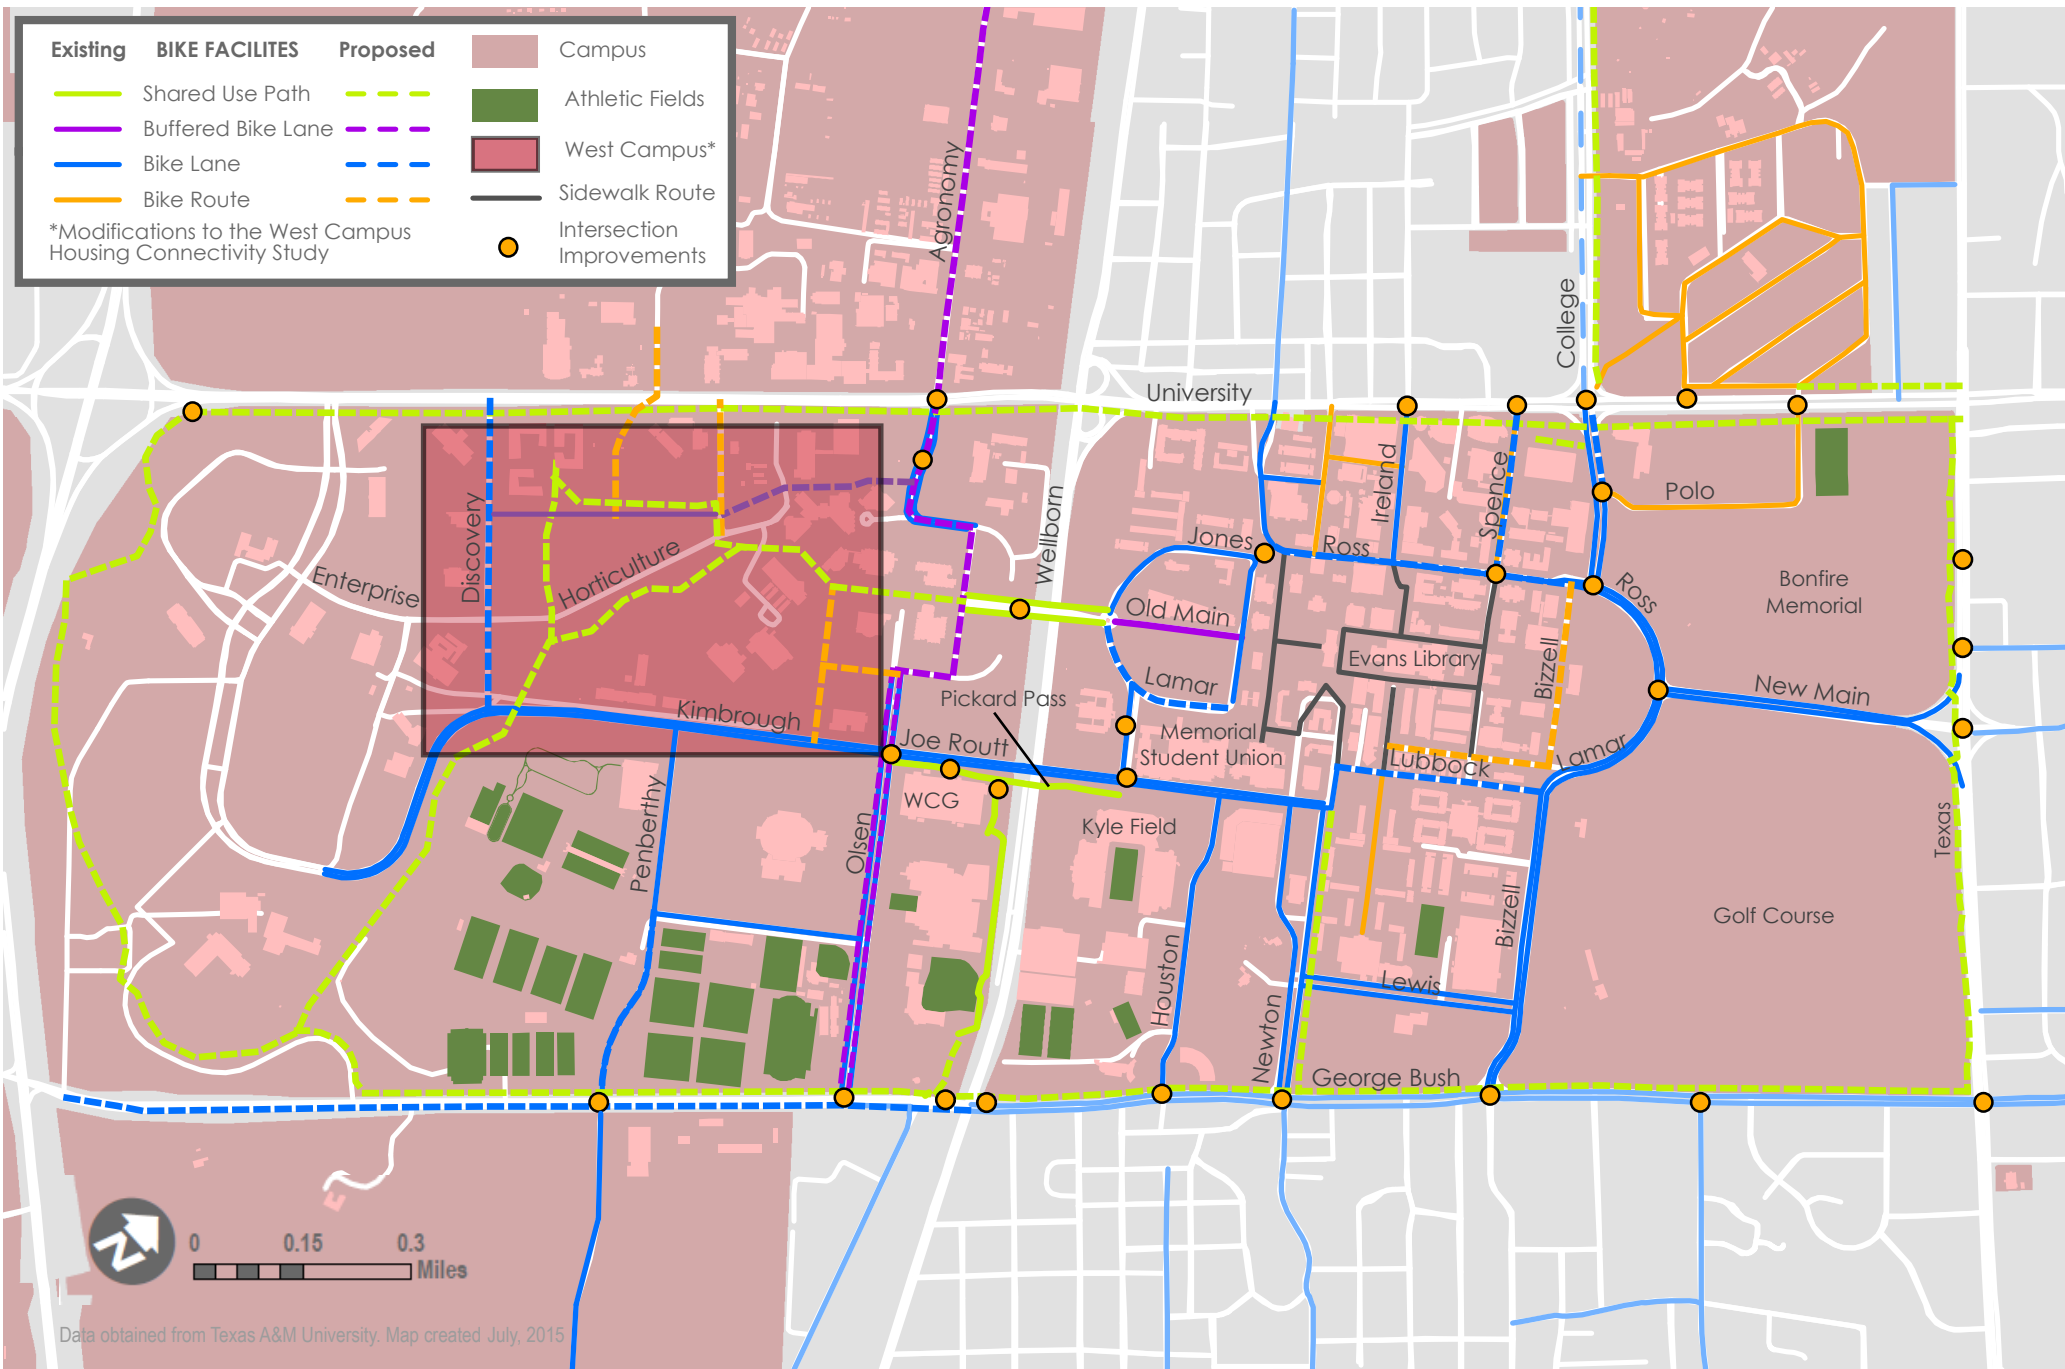 Existing BIKE FACILITES Proposed
Shared Use Path
Buffered Bike Lane
Bike Lane
Bike Route
*Modifications to the West Campus
Housing Connectivity Study
Campus
Athletic Fields
West Campus*
Sidewalk Route
Intersection
Improvements
Agronomy
College
University
Discovery
Enterprise
Horticulture
Wellborn
Jones
Ross
Ireland
Spence
Polo
Ross
Bonfire
Memorial
Old Main
Evans Library
Bizzell
Lamar
New Main
Kimbrough
Pickard Pass
Joe Routt
Memorial
Student Union
Lubbock
Lamar
WCG
Penberthy
Olsen
Kyle Field
Texas
Houston
Newton
Lewis
Bizzell
Golf Course
George Bush
N
0 0.15 0.3
Miles
Data obtained from Texas A&M University. Map created July, 2015